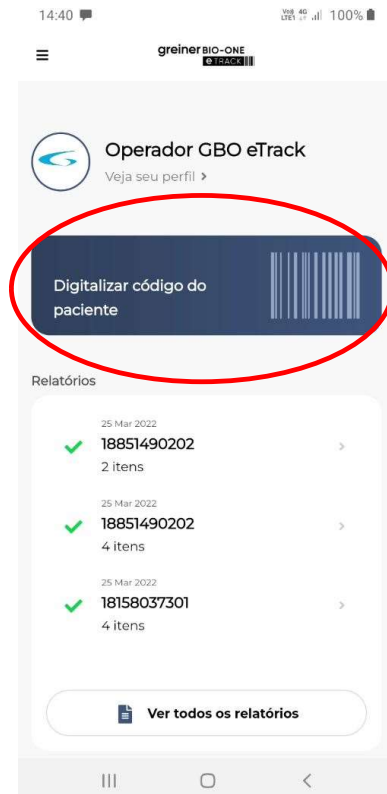 14:40 100%
greiner BIO-ONE
eTRACK
Operador GBO eTrack
Veja seu perfil >
Digitalizar código do
paciente
Relatórios
25 Mar 2022
18851490202
2 itens
25 Mar 2022
18851490202
4 itens
25 Mar 2022
18158037301
4 itens
Ver todos os relatórios